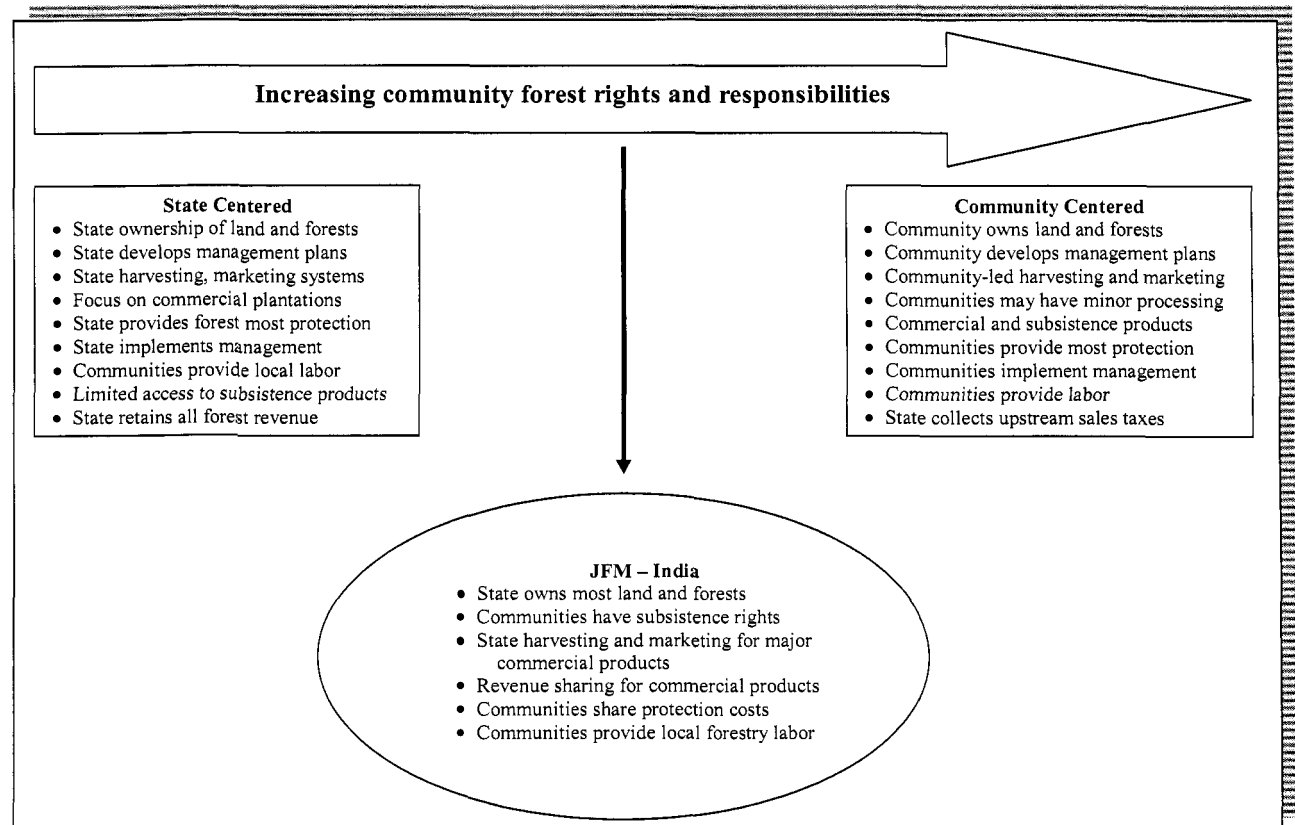 Increasing community forest rights and responsibilities
State Centered
• State ownership of land and forests
• State develops management plans
• State harvesting, marketing systems
• Focus on commercial plantations
• State provides forest most protection
• State implements management
• Communities provide local labor
• Limited access to subsistence products
• State retains all forest revenue
Community Centered
• Community owns land and forests
• Community develops management plans
• Community-led harvesting and marketing
• Communities may have minor processing
• Commercial and subsistence products
• Communities provide most protection
• Communities implement management
• Communities provide labor
• State collects upstream sales taxes
JFM – India
• State owns most land and forests
• Communities have subsistence rights
• State harvesting and marketing for major
commercial products
• Revenue sharing for commercial products
• Communities share protection costs
• Communities provide local forestry labor